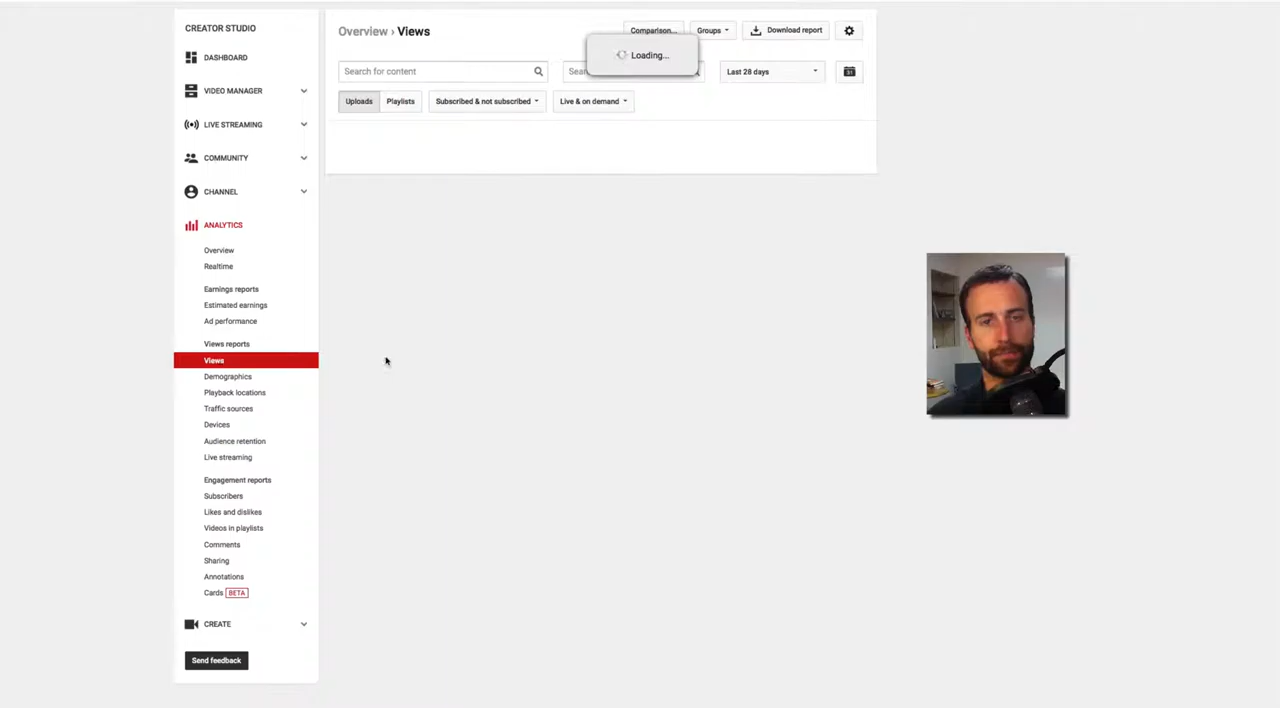 CREATOR STUDIO
DASHBOARD
VIDEO MANAGER
LIVE STREAMING
COMMUNITY
CHANNEL
ANALYTICS
Overview
Realtime
Earnings reports
Estimated earnings
Ad performance
Views reports
Views
Demographics
Playback locations
Traffic sources
Devices
Audience retention
Live streaming
Engagement reports
Subscribers
Likes and dislikes
Videos in playlists
Comments
Sharing
Annotations
Cards BETA
CREATE
Send feedback
Overview › Views
Comparison... Groups Download report
Loading...
Search for content Sear Last 28 days 31
Uploads Playlists Subscribed & not subscribed Live & on demand